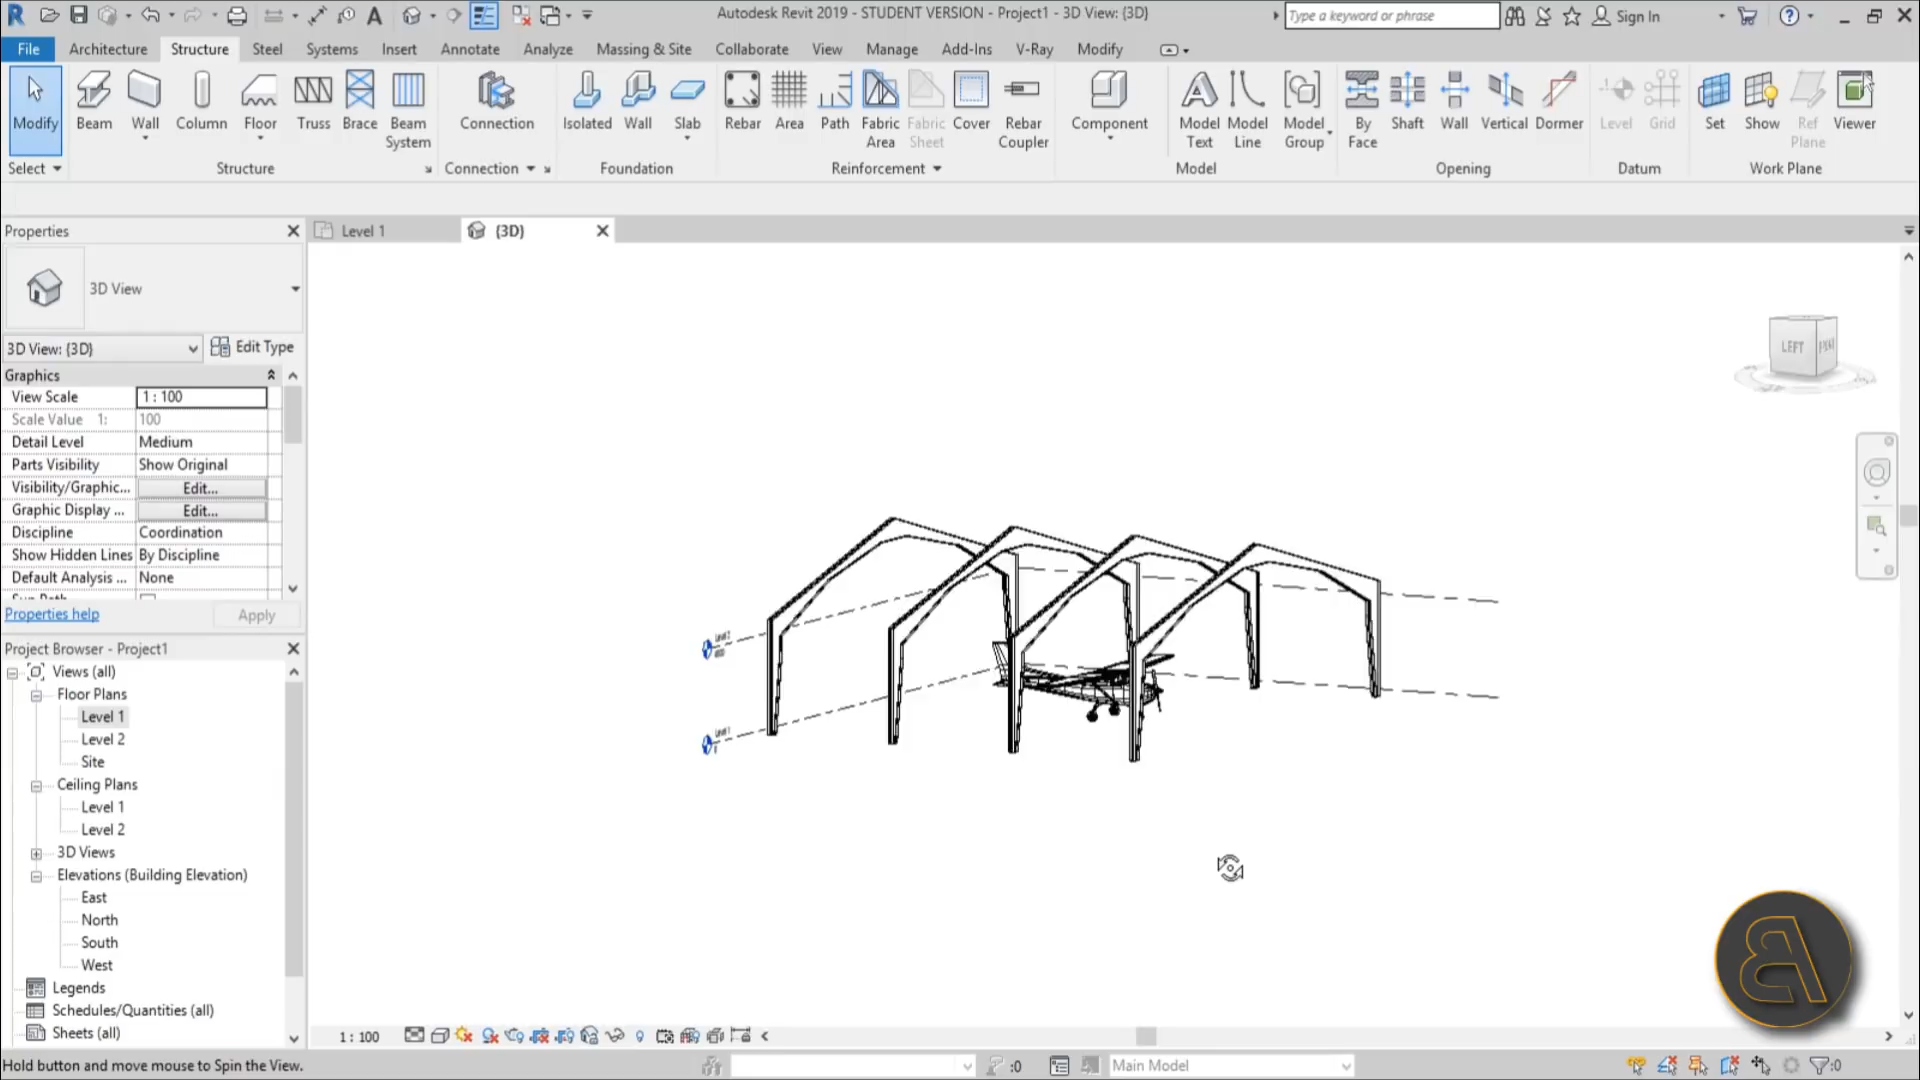 Autodesk Revit 2019 - STUDENT VERSION - Project1 - 3D View: {3D}
Type a keyword or phrase
Sign In
File Architecture Structure Steel Systems Insert Annotate Analyze Massing & Site Collaborate View Manage Add-Ins V-Ray Modify
Modify Beam Wall Column Floor Truss Brace Beam System Connection Isolated Wall Slab Rebar Area Path Fabric Area Fabric Sheet Cover Rebar Coupler Component Model Text Model Line Model Group By Face Shaft Wall Vertical Dormer Level Grid Set Show Ref Plane Viewer
Select Structure Connection Foundation Reinforcement Model Opening Datum Work Plane
Properties
Level 1
{3D}
3D View
3D View: {3D}
Edit Type
Graphics
View Scale 1 : 100
Scale Value 1: 100
Detail Level Medium
Parts Visibility Show Original
Visibility/Graphic... Edit...
Graphic Display ... Edit...
Discipline Coordination
Show Hidden Lines By Discipline
Default Analysis ... None
Properties help
Apply
Project Browser - Project1
Views (all)
Floor Plans
Level 1
Level 2
Site
Ceiling Plans
Level 1
Level 2
3D Views
Elevations (Building Elevation)
East
North
South
West
Legends
Schedules/Quantities (all)
Sheets (all)
LEFT
1 : 100
Hold button and move mouse to Spin the View.
:0
Main Model
:0